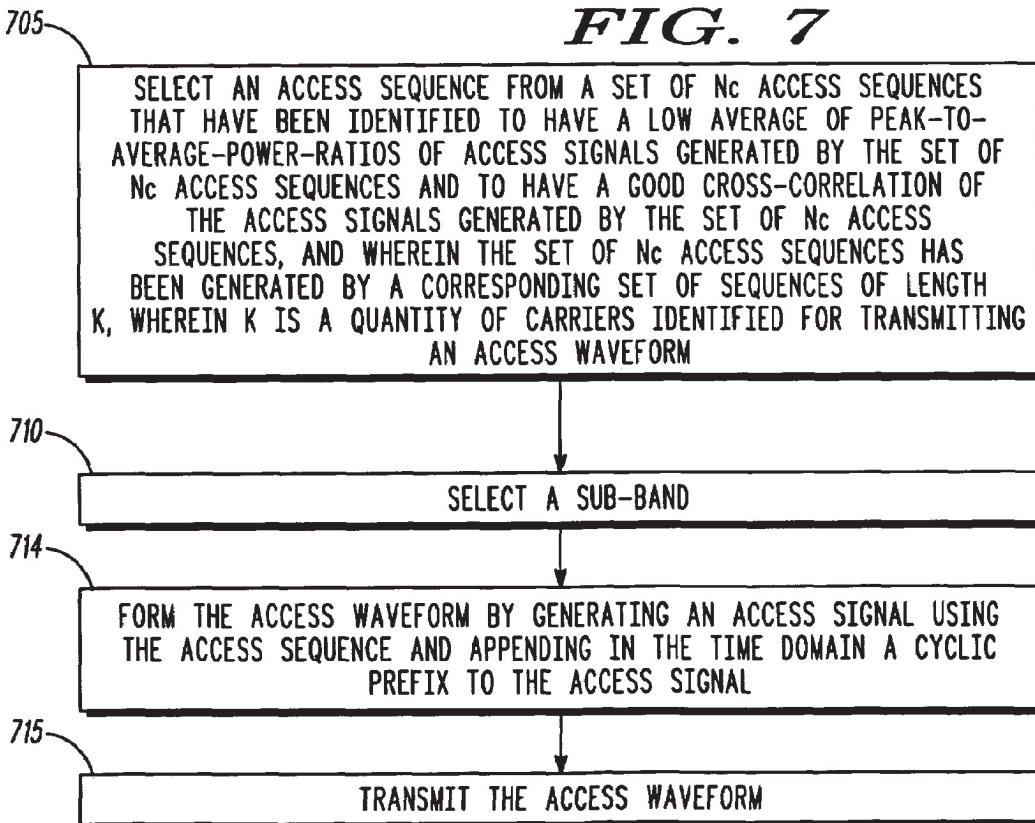 FIG. 7
705
SELECT AN ACCESS SEQUENCE FROM A SET OF Nc ACCESS SEQUENCES
THAT HAVE BEEN IDENTIFIED TO HAVE A LOW AVERAGE OF PEAK-TO-
AVERAGE-POWER-RATIOS OF ACCESS SIGNALS GENERATED BY THE SET OF
Nc ACCESS SEQUENCES AND TO HAVE A GOOD CROSS-CORRELATION OF
THE ACCESS SIGNALS GENERATED BY THE SET OF Nc ACCESS
SEQUENCES, AND WHEREIN THE SET OF Nc ACCESS SEQUENCES HAS
BEEN GENERATED BY A CORRESPONDING SET OF SEQUENCES OF LENGTH
K, WHEREIN K IS A QUANTITY OF CARRIERS IDENTIFIED FOR TRANSMITTING
AN ACCESS WAVEFORM
710
SELECT A SUB-BAND
714
FORM THE ACCESS WAVEFORM BY GENERATING AN ACCESS SIGNAL USING
THE ACCESS SEQUENCE AND APPENDING IN THE TIME DOMAIN A CYCLIC
PREFIX TO THE ACCESS SIGNAL
715
TRANSMIT THE ACCESS WAVEFORM